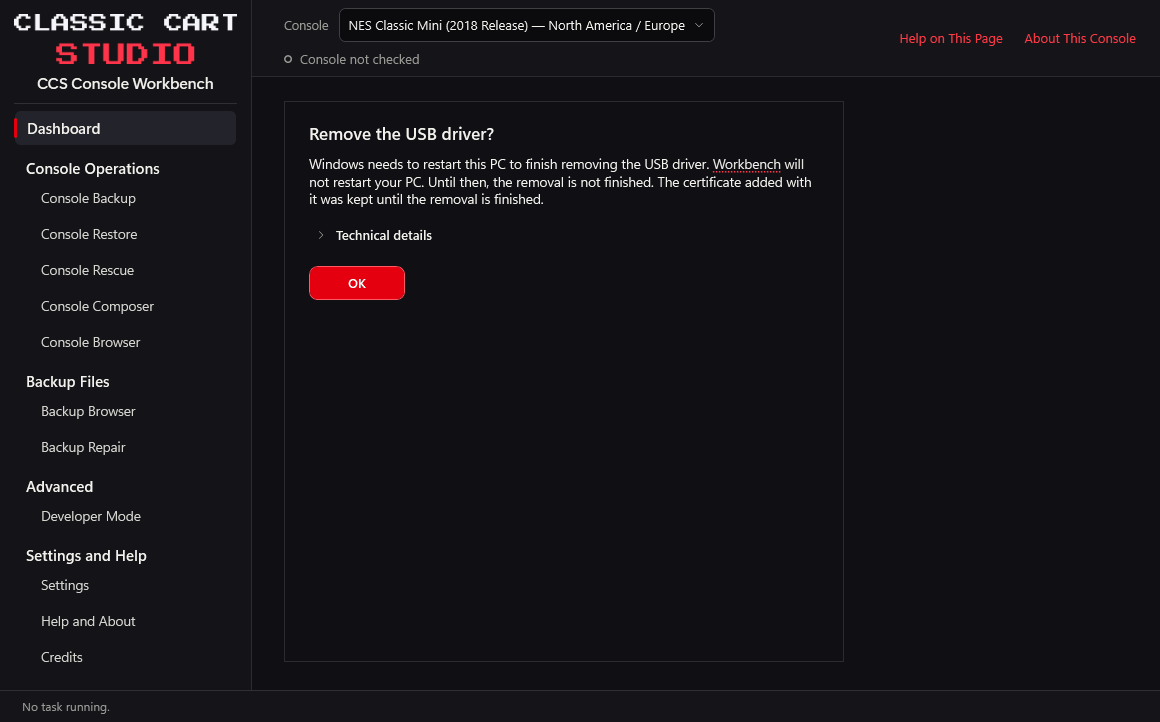 CLASSIC CART
STUDIO
CCS Console Workbench
Dashboard
Console Operations
Console Backup
Console Restore
Console Rescue
Console Composer
Console Browser
Backup Files
Backup Browser
Backup Repair
Advanced
Developer Mode
Settings and Help
Settings
Help and About
Credits
Console
NES Classic Mini (2018 Release) — North America / Europe
Console not checked
Help on This Page
About This Console
Remove the USB driver?
Windows needs to restart this PC to finish removing the USB driver. Workbench will
not restart your PC. Until then, the removal is not finished. The certificate added with
it was kept until the removal is finished.
Technical details
OK
No task running.